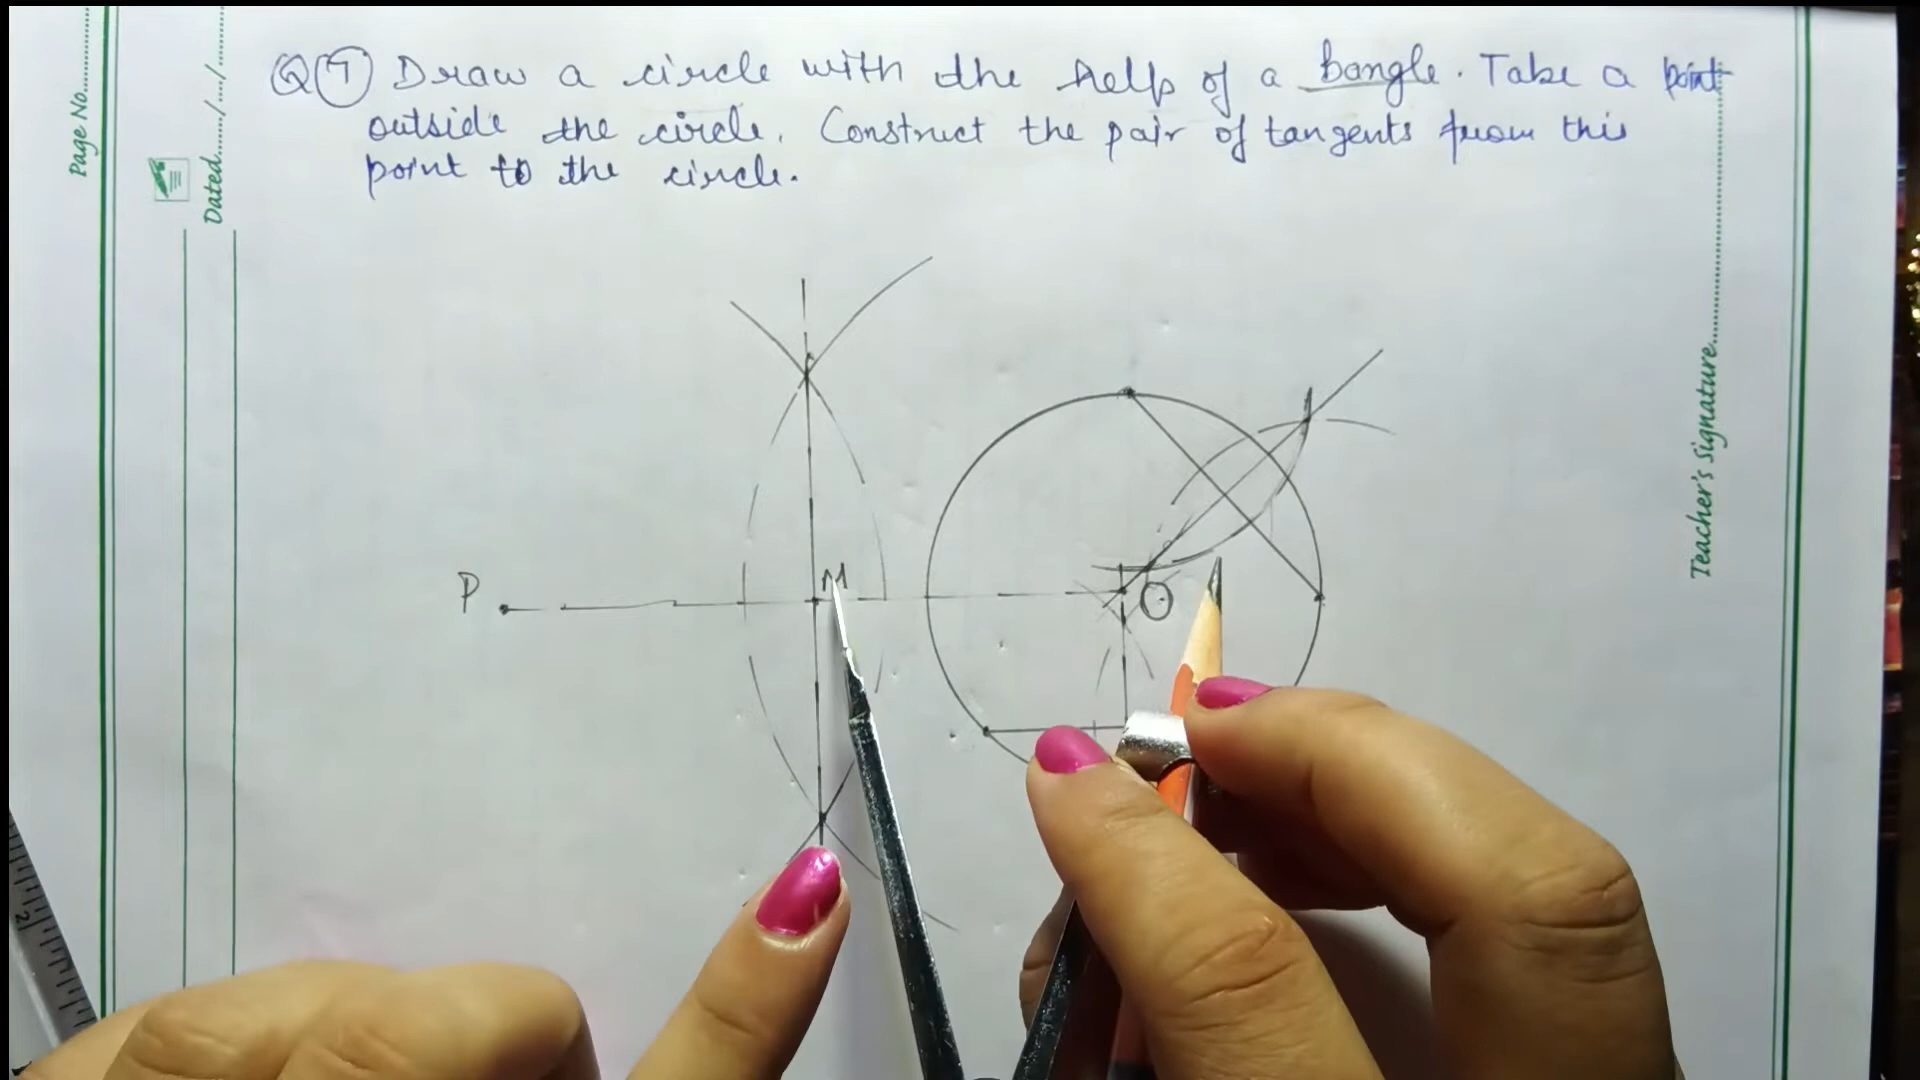 Page No.
Dated....../....../......
Q 7 Draw a circle with the help of a bangle. Take a point
outside the circle. Construct the pair of tangents from this
point to the circle.
P
M
O
Teacher's Signature
2